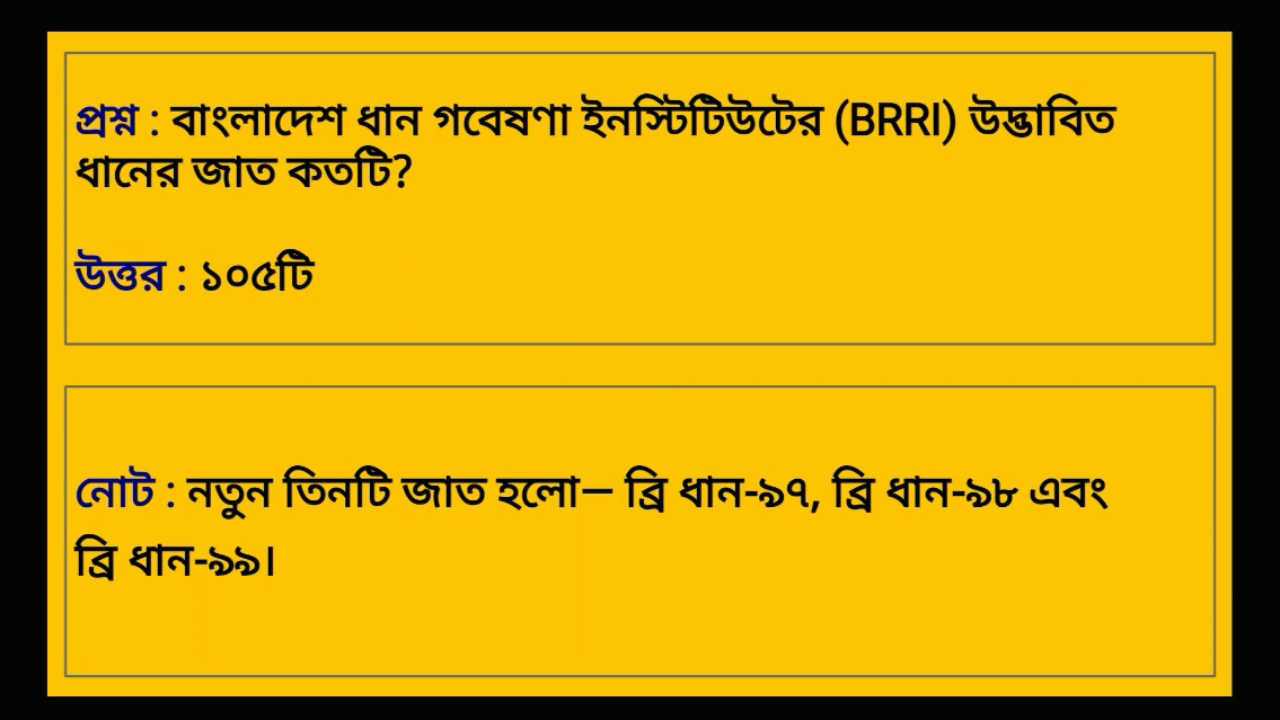 প্রশ্ন : বাংলাদেশ ধান গবেষণা ইনস্টিটিউটের (BRRI) উদ্ভাবিত
ধানের জাত কতটি?
উত্তর : ১০৫টি
নোট : নতুন তিনটি জাত হলো— ব্রি ধান-৯৭, ব্রি ধান-৯৮ এবং
ব্রি ধান-৯৯।